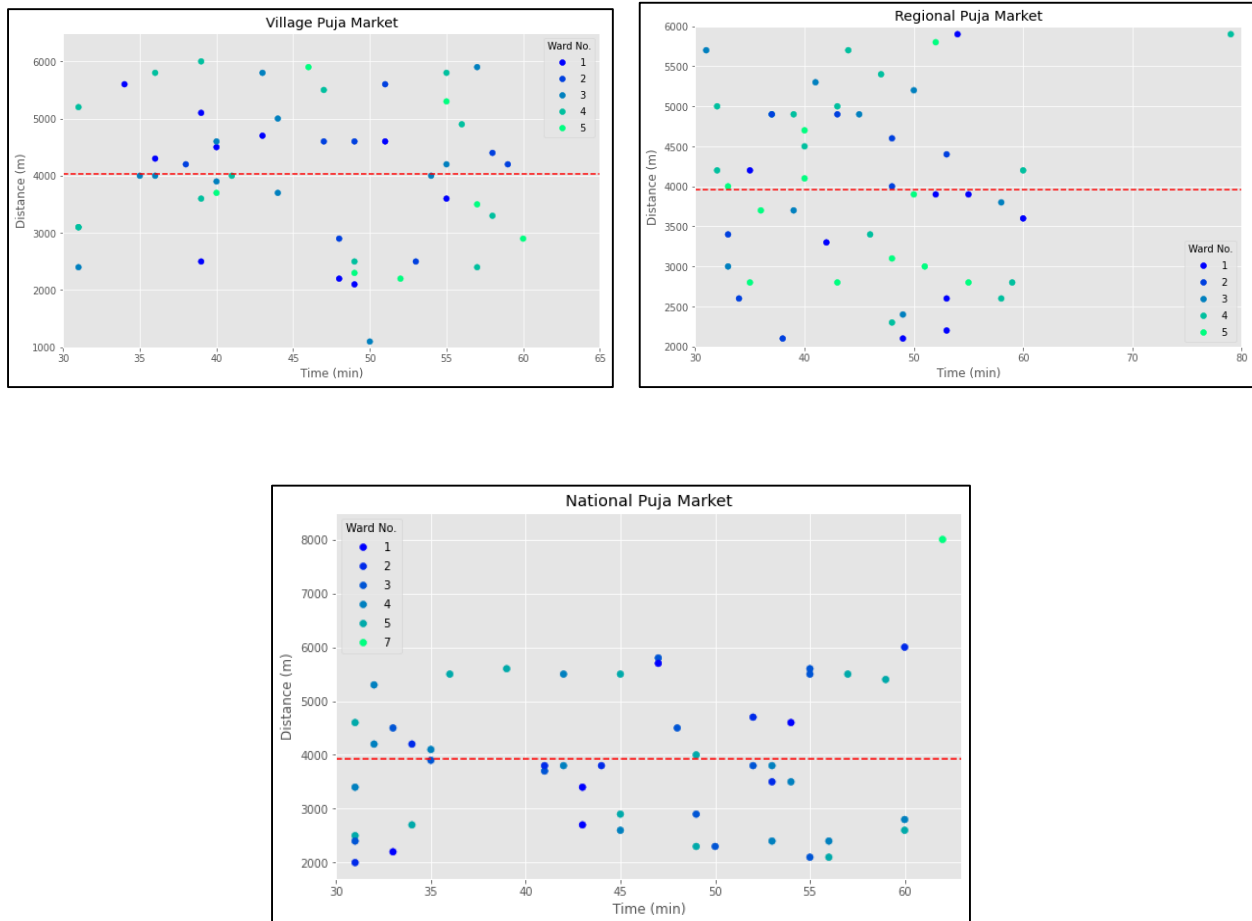 Village Puja Market
Distance (m)
6000
5000
4000
3000
2000
1000
30 35 40 45 50 55 60 65
Time (min)
Ward No.
1
2
3
4
5
Regional Puja Market
Distance (m)
6000
5500
5000
4500
4000
3500
3000
2500
2000
30 40 50 60 70 80
Time (min)
Ward No.
1
2
3
4
5
National Puja Market
Distance (m)
8000
7000
6000
5000
4000
3000
2000
30 35 40 45 50 55 60
Time (min)
Ward No.
1
2
3
4
5
7